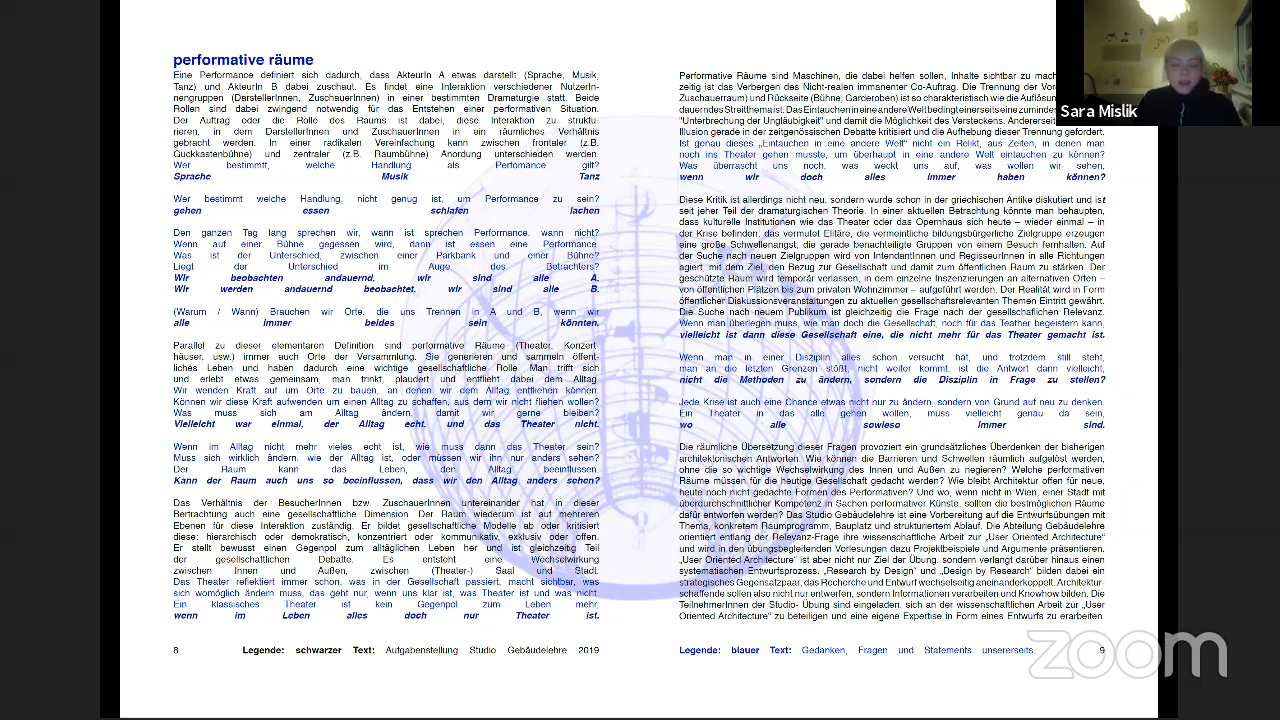 performative räume
Eine Performance definiert sich dadurch, dass AkteurIn A etwas darstellt (Sprache, Musik,
Tanz) und AkteurIn B dabei zuschaut. Es findet eine Interaktion verschiedener NutzerIn-
nengruppen (DarstellerInnen, ZuschauerInnen) in einer bestimmten Dramaturgie statt. Beide
Rollen sind dabei zwingend notwendig für das Entstehen einer performativen Situation.
Der Auftrag oder die Rolle des Raums ist dabei, diese Interaktion zu struktu-
rieren, in dem DarstellerInnen und ZuschauerInnen in ein räumliches Verhältnis
gebracht werden. In einer radikalen Vereinfachung kann zwischen frontaler (z.B.
Guckkastenbühne) und zentraler (z.B. Raumbühne) Anordung unterschieden werden.
Wer bestimmt, welche Handlung als Perfomance gilt?
Sprache Musik Tanz
Wer bestimmt welche Handlung, nicht genug ist, um Performance zu sein?
gehen essen schlafen lachen
Den ganzen Tag lang sprechen wir, wann ist sprechen Performance, wann nicht?
Wenn auf einer Bühne gegessen wird, dann ist essen eine Performance.
Was ist der Unterschied, zwischen einer Parkbank und einer Bühne?
Liegt der Unterschied im Auge des Betrachters?
Wir beobachten andauernd, wir sind alle A.
Wir werden andauernd beobachtet, wir sind alle B.
(Warum / Wann) Brauchen wir Orte, die uns Trennen in A und B, wenn wir
alle immer beides sein könnten.
Parallel zu dieser elementaren Definition sind performative Räume (Theater, Konzert-
häuser, usw.) immer auch Orte der Versammlung. Sie generieren und sammeln öffent-
liches Leben und haben dadurch eine wichtige gesellschaftliche Rolle. Man trifft sich
und erlebt etwas gemeinsam, man trinkt, plaudert und entflieht dabei dem Alltag.
Wir wenden Kraft auf um Orte zu bauen, an denen wir dem Alltag entfliehen können.
Können wir diese Kraft aufwenden um einen Alltag zu schaffen, aus dem wir nicht fliehen wollen?
Was muss sich am Alltag ändern, damit wir gerne bleiben?
Vielleicht war einmal, der Alltag echt, und das Theater nicht.
Wenn im Alltag nicht mehr vieles echt ist, wie muss dann das Theater sein?
Muss sich wirklich ändern, wie der Alltag ist, oder müssen wir ihn nur anders sehen?
Der Raum kann das Leben, den Alltag beeinflussen.
Kann der Raum auch uns so beeinflussen, dass wir den Alltag anders sehen?
Das Verhältnis der BesucherInnen bzw. ZuschauerInnen untereinander hat in dieser
Bertrachtung auch eine gesellschaftliche Dimension. Der Raum wiederum ist auf mehreren
Ebenen für diese Interaktion zuständig. Er bildet gesellschaftliche Modelle ab oder kritisiert
diese: hierarchisch oder demokratisch, konzentriert oder kommunikativ, exklusiv oder offen.
Er stellt bewusst einen Gegenpol zum alltäglichen Leben her und ist gleichzeitig Teil
der gesellschaftlichen Debatte. Es entsteht eine Wechselwirkung
zwischen Innen und Außen, zwischen (Theater-) Saal und Stadt.
Das Theater reflektiert immer schon, was in der Gesellschaft passiert, macht sichtbar, was
sich womöglich ändern muss, das geht nur, wenn uns klar ist, was Theater ist und was nicht.
Ein klassisches Theater ist kein Gegenpol zum Leben mehr,
wenn im Leben alles doch nur Theater ist.
8 Legende: schwarzer Text: Aufgabenstellung Studio Gebäudelehre 2019
Performative Räume sind Maschinen, die dabei helfen sollen, Inhalte sichtbar zu mach
zeitig ist das Verbergen des Nicht-realen immanenter Co-Auftrag. Die Trennung
Zuschauerraum) und Rückseite (Bühne, Garderoben) ist so charakteristisch wie die Auflösun
dauerndes Streitthema ist. Das Eintauchen in eine andere Welt bedingt einerseits eine zumindes
"Unterbrechung der Ungläubigkeit" und damit die Möglichkeit des Versteckens. Andererseit
Illusion gerade in der zeitgenössischen Debatte kritisiert und die Aufhebung dieser Trennung gefordert.
Ist genau dieses „Eintauchen in eine andere Welt" nicht ein Relikt, aus Zeiten, in denen man
noch ins Theater gehen musste, um überhaupt in eine andere Welt eintauchen zu können?
Was überrascht uns noch, was weckt uns auf, was wollen wir sehen,
wenn wir doch alles immer haben können?
Diese Kritik ist allerdings nicht neu, sondern wurde schon in der griechischen Antike diskutiert und ist
seit jeher Teil der dramaturgischen Theorie. In einer aktuellen Betrachtung könnte man behaupten,
dass kulturelle Institutionen wie das Theater oder das Openhaus sich heute – wieder einmal – in
der Krise befinden: das vermutet Elitäre, die vermeintliche bildungsbürgerliche Zielgruppe erzeugen
eine große Schwellenangst, die gerade benachteiligte Gruppen von einem Besuch fernhalten. Auf
der Suche nach neuen Zielgruppen wird von IntendantInnen und RegisseurInnen in alle Richtungen
agiert, mit dem Ziel, den Bezug zur Gesellschaft und damit zum öffentlichen Raum zu stärken. Der
geschützte Raum wird temporär verlassen, in dem einzelne Inszenierungen an alternativen Orten –
von öffentlichen Plätzen bis zum privaten Wohnzimmer – aufgeführt werden. Der Realität wird in Form
öffentlicher Diskussionsveranstaltungen zu aktuellen gesellschaftsrelevanten Themen Eintritt gewährt.
Die Suche nach neuem Publikum ist gleichzeitig die Frage nach der gesellschaflichen Relevanz.
Wenn man überlegen muss, wie man doch die Gesellschaft, noch für das Teather begeistern kann,
vielleicht ist dann diese Gesellschaft eine, die nicht mehr für das Theater gemacht ist.
Wenn man in einer Disziplin alles schon versucht hat, und trotzdem still steht,
man an die letzten Grenzen stößt, nicht weiter kommt, ist die Antwort dann vielleicht,
nicht die Methoden zu ändern, sondern die Disziplin in Frage zu stellen?
Jede Krise ist auch eine Chance etwas nicht nur zu ändern, sondern von Grund auf neu zu denken.
Ein Theater in das alle gehen wollen, muss vielleicht genau da sein,
wo alle sowieso immer sind.
Die räumliche Übersetzung dieser Fragen provoziert ein grundsätzliches Überdenken der bisherigen
architektonischen Antworten. Wie können die Barrieren und Schwellen räumlich aufgelöst werden,
ohne die so wichtige Wechselwirkung des Innen und Außen zu negieren? Welche performativen
Räume müssen für die heutige Gesellschaft gedacht werden? Wie bleibt Architektur offen für neue,
heute noch nicht gedachte Formen des Performativen? Und wo, wenn nicht in Wien, einer Stadt mit
überdurchschnittlicher Kompetenz in Sachen performativer Künste, sollten die bestmöglichen Räume
dafür entworfen werden? Das Studio Gebäudelehre ist eine Vorbereitung auf die Entwurfsübungen mit
Thema, konkretem Raumprogramm, Bauplatz und strukturiertem Ablauf. Die Abteilung Gebäudelehre
orientiert entlang der Relevanz-Frage ihre wissenschaftliche Arbeit zur „User Oriented Architecture"
und wird in den übungsbegleitenden Vorlesungen dazu Projektbeispiele und Argumente präsentieren.
„User Oriented Architecture" ist aber nicht nur Ziel der Übung, sondern verlangt darüber hinaus einen
systematischen Entwurfsprozess. „Research by Design" und „Design by Research" bilden dabei ein
strategisches Gegensatzpaar, das Recherche und Entwurf wechselseitig aneinanderkoppelt. Architektur-
schaffende sollen also nicht nur entwerfen, sondern Informationen verarbeiten und Knowhow bilden. Die
TeilnehmerInnen der Studio- Übung sind eingeladen, sich an der wissenschaftlichen Arbeit zur „User
Oriented Architecture" zu beteiligen und eine eigene Expertise in Form eines Entwurfs zu erarbeiten.
Legende: blauer Text: Gedanken, Fragen und Statements unsererseits. 9
Sara Mislik
zoom